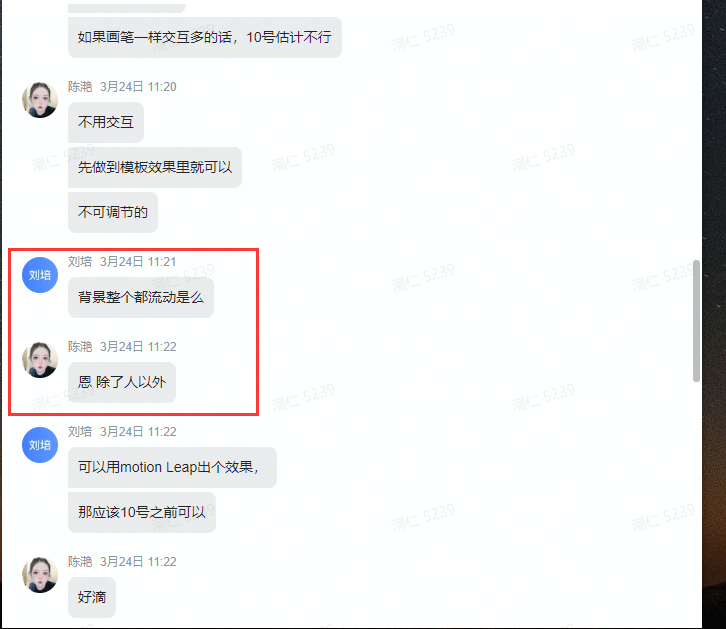 如果画笔一样交互多的话，10号估计不行
陈滟 3月24日 11:20
不用交互
先做到模板效果里就可以
不可调节的
刘培 3月24日 11:21
刘培
背景整个都流动是么
陈滟 3月24日 11:22
恩 除了人以外
刘培 3月24日 11:22
刘培
可以用motion Leap出个效果，
那应该10号之前可以
陈滟 3月24日 11:22
好滴
潘仁 5239